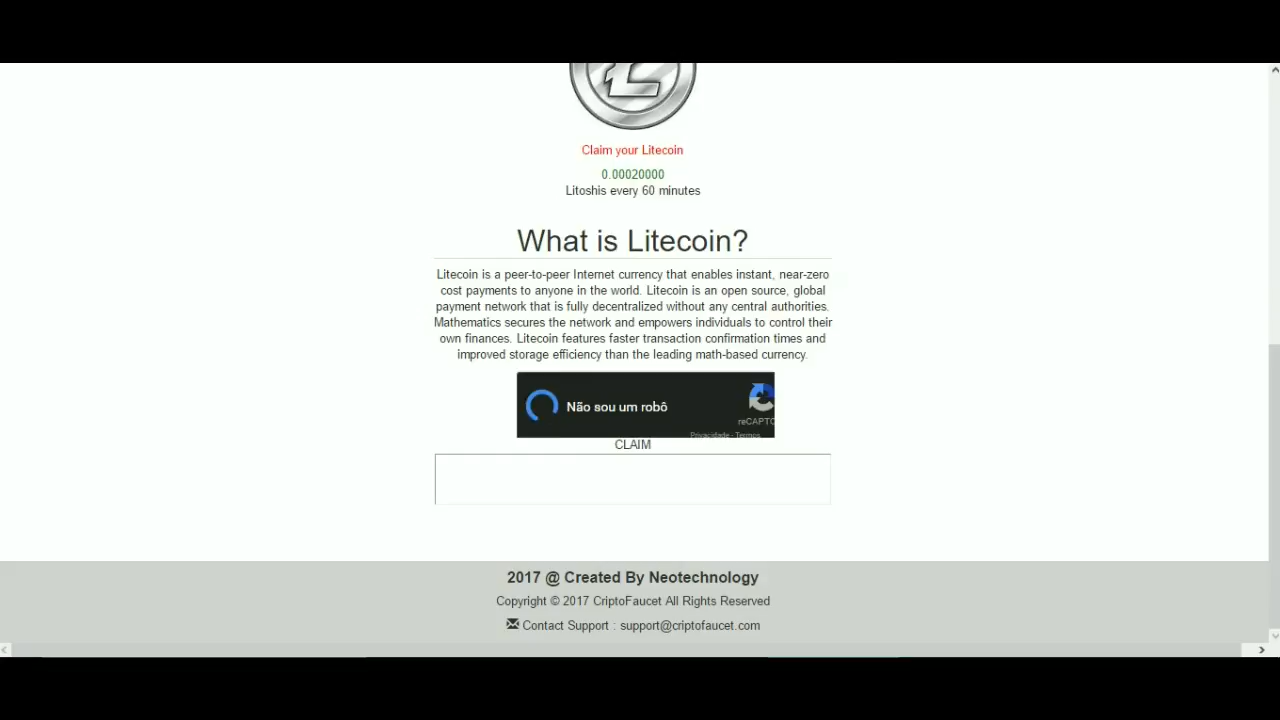 Claim your Litecoin
0.00020000
Litoshis every 60 minutes
What is Litecoin?
Litecoin is a peer-to-peer Internet currency that enables instant, near-zero
cost payments to anyone in the world. Litecoin is an open source, global
payment network that is fully decentralized without any central authorities.
Mathematics secures the network and empowers individuals to control their
own finances. Litecoin features faster transaction confirmation times and
improved storage efficiency than the leading math-based currency.
Não sou um robô
reCAPTC
Privacidade - Termos
CLAIM
2017 @ Created By Neotechnology
Copyright © 2017 CriptoFaucet All Rights Reserved
Contact Support : support@criptofaucet.com